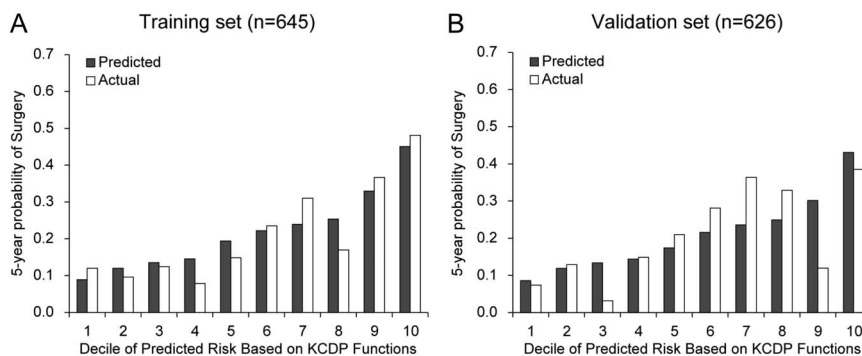 A
Training set (n=645)
0.7
0.6
0.5
0.4
0.3
0.2
0.1
0.0
5-year probability of Surgery
Predicted
Actual
1 2 3 4 5 6 7 8 9 10
Decile of Predicted Risk Based on KCDP Functions
B
Validation set (n=626)
0.7
0.6
0.5
0.4
0.3
0.2
0.1
0.0
5-year probability of Surgery
Predicted
Actual
1 2 3 4 5 6 7 8 9 10
Decile of Predicted Risk Based on KCDP Functions